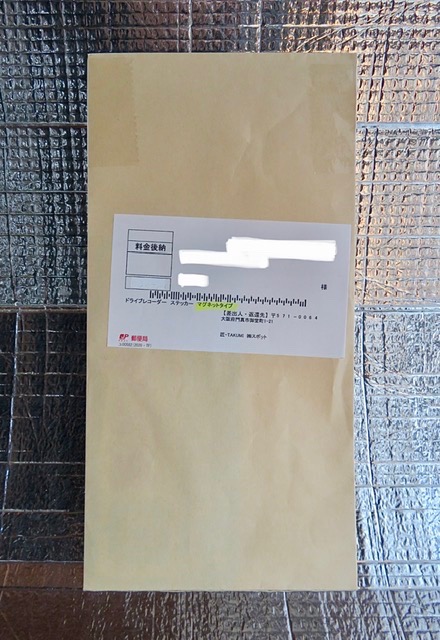 料金後納
様
ドライブレコーダー ステッカー マグネットタイプ
【差出人・返還先】〒571-0064
大阪府門真市御堂町1-21
匠-TAKUMI ㈱スポット
郵便局